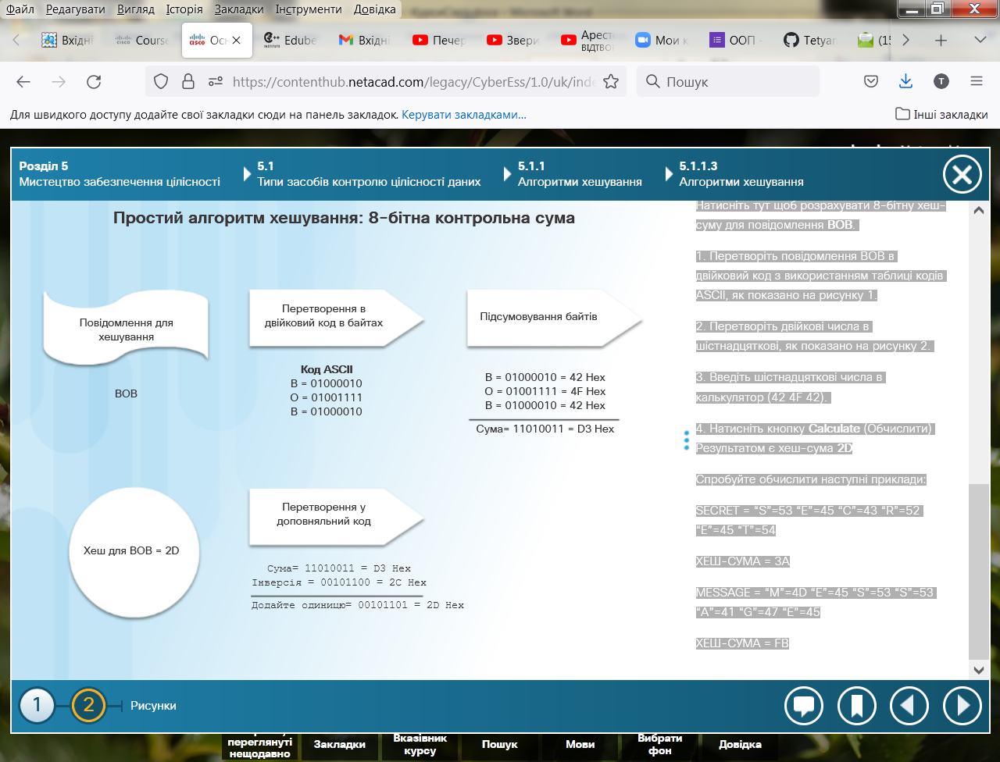 Файл Редагувати Вигляд Історія Закладки Інструменти Довідка
Вхідні Course Осн Edube Вхідні Печер Звери Арест Мои к ООП - Tetyan (15
ВІДТВО
https://contenthub.netacad.com/legacy/CyberEss/1.0/uk/inde
Пошук
T
Для швидкого доступу додайте свої закладки сюди на панель закладок. Керувати закладками...
Інші закладки
Розділ 5
Мистецтво забезпечення цілісності
5.1
Типи засобів контролю цілісності даних
5.1.1
Алгоритми хешування
5.1.1.3
Алгоритми хешування
Простий алгоритм хешування: 8-бітна контрольна сума
Повідомлення для
хешування
BOB
Перетворення в
двійковий код в байтах
Код ASCII
B = 01000010
O = 01001111
B = 01000010
Підсумовування байтів
B = 01000010 = 42 Hex
O = 01001111 = 4F Hex
B = 01000010 = 42 Hex
Сума= 11010011 = D3 Hex
Хеш для BOB = 2D
Перетворення у
доповняльний код
Сума= 11010011 = D3 Hex
Інверсія = 00101100 = 2C Hex
Додайте одиницю= 00101101 = 2D Hex
Натисніть тут щоб розрахувати 8-бітну хеш-
суму для повідомлення BOB.
1. Перетворіть повідомлення BOB в
двійковий код з використанням таблиці кодів
ASCII, як показано на рисунку 1.
2. Перетворіть двійкові числа в
шістнадцяткові, як показано на рисунку 2.
3. Введіть шістнадцяткові числа в
калькулятор (42 4F 42).
4. Натисніть кнопку Calculate (Обчислити)
Результатом є хеш-сума 2D
Спробуйте обчислити наступні приклади:
SECRET = “S”=53 “E”=45 “C”=43 “R”=52
“E”=45 “T”=54
ХЕШ-СУМА = 3A
MESSAGE = “M”=4D “E”=45 “S”=53 “S”=53
“A”=41 “G”=47 “E”=45
ХЕШ-СУМА = FB
1 2 Рисунки
переглянуті
нещодавно
Закладки
Вказівник
курсу
Пошук
Мови
Вибрати
фон
Довідка